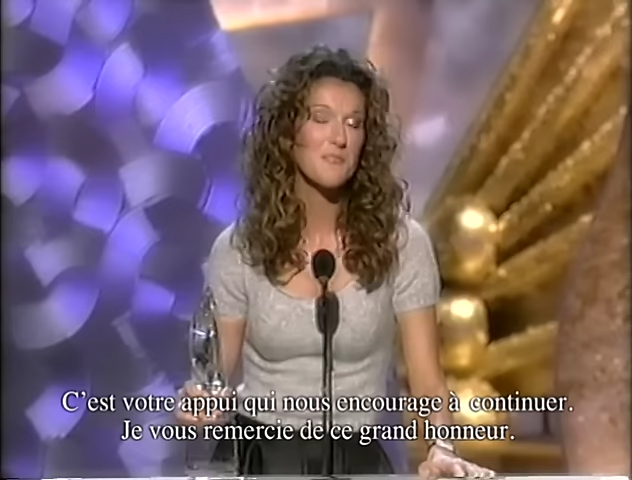 C'est votre appui qui nous encourage à continuer.
Je vous remercie de ce grand honneur.